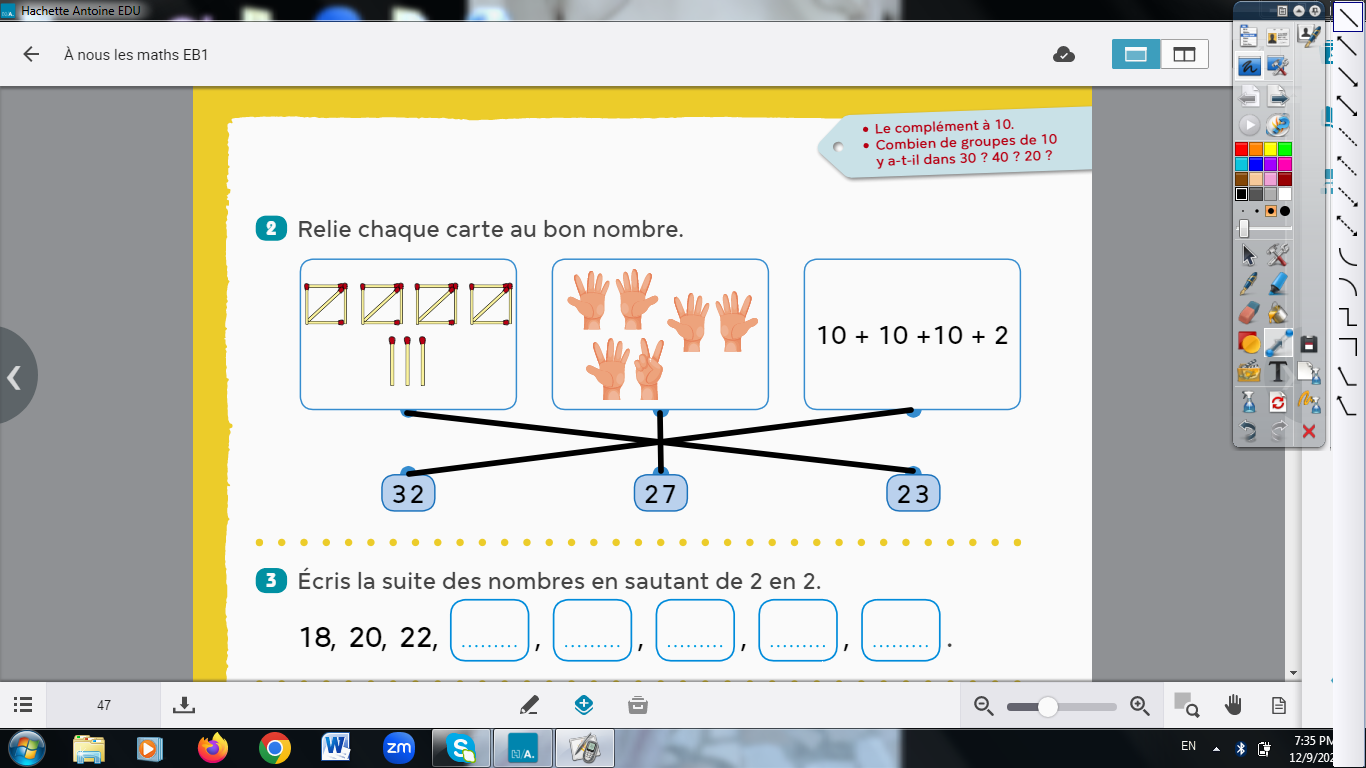 Hachette Antoine EDU
À nous les maths EB1
• Le complément à 10.
• Combien de groupes de 10
y a-t-il dans 30 ? 40 ? 20 ?
2 Relie chaque carte au bon nombre.
10 + 10 +10 + 2
32 27 23
3 Écris la suite des nombres en sautant de 2 en 2.
18, 20, 22, ........., ........., ........., ........., ......... .
47
W zm S H/A.
EN 7:35 PM